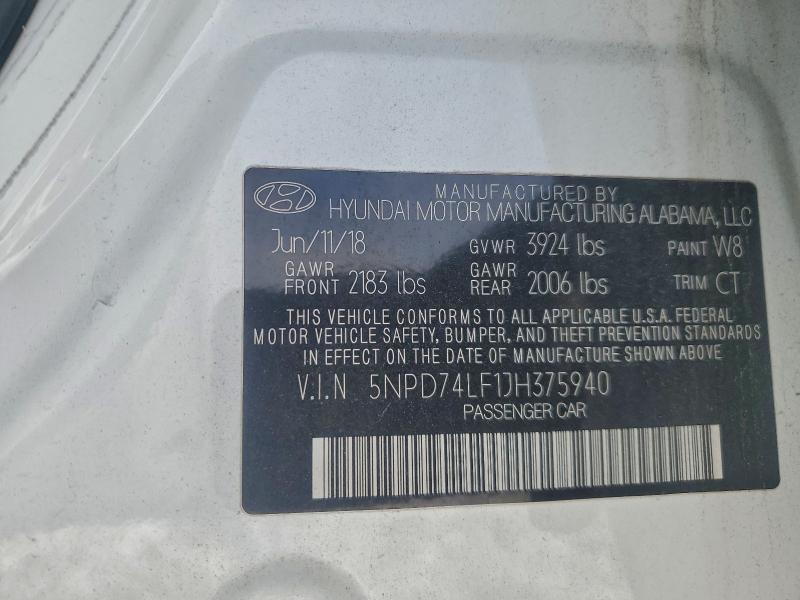 MANUFACTURED BY
HYUNDAI MOTOR MANUFACTURING ALABAMA, LLC
Jun/11/18 GVWR 3924 lbs PAINT W8
GAWR FRONT 2183 lbs GAWR REAR 2006 lbs TRIM CT
THIS VEHICLE CONFORMS TO ALL APPLICABLE U.S.A. FEDERAL
MOTOR VEHICLE SAFETY, BUMPER, AND THEFT PREVENTION STANDARDS
IN EFFECT ON THE DATE OF MANUFACTURE SHOWN ABOVE
V.I.N 5NPD74LF1JH375940
PASSENGER CAR